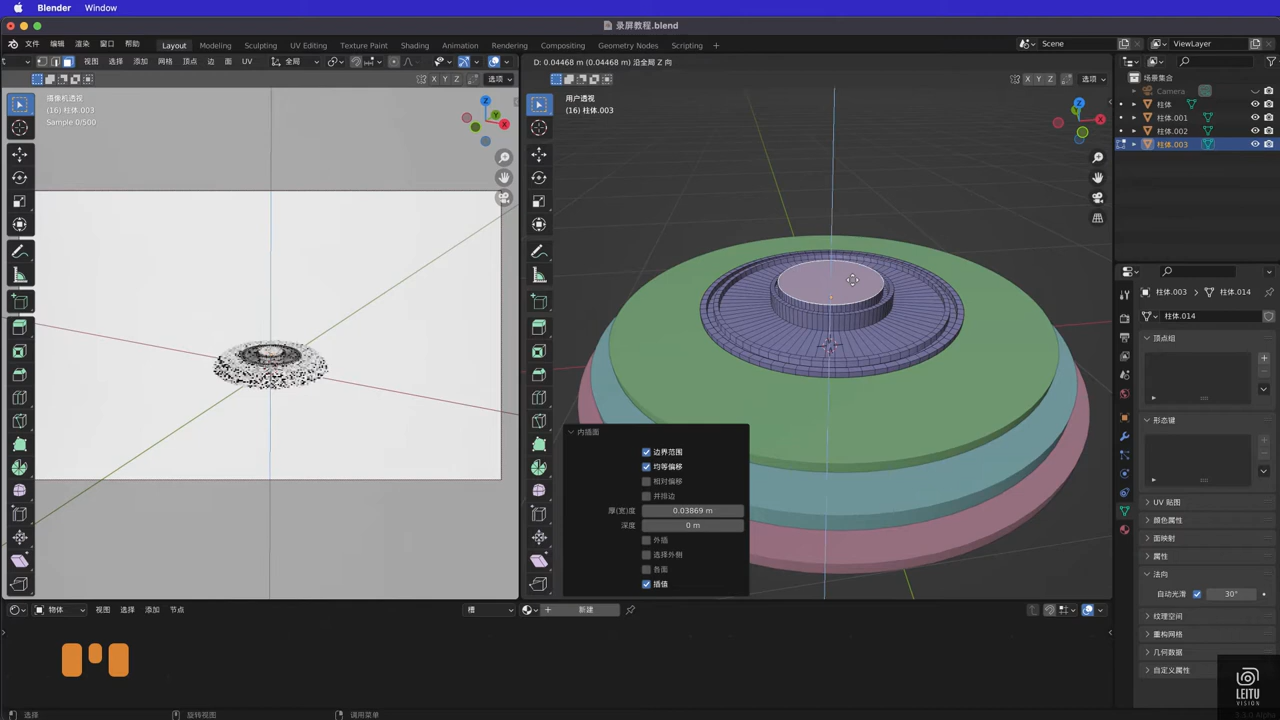 Blender Window
录屏教程.blend
文件 编辑 渲染 窗口 帮助 Layout Modeling Sculpting UV Editing Texture Paint Shading Animation Rendering Compositing Geometry Nodes Scripting + Scene ViewLayer
视图 选择 添加 网格 顶点 边 面 UV 全局 D: 0.04468 m (0.04468 m) 沿全局 Z 向
X Y Z 选项 X Y Z 选项
场景集合
Camera
柱体
柱体.001
柱体.002
柱体.003
摄像机透视
(16) 柱体.003
Sample 0/500
用户透视
(16) 柱体.003
Z Y X
Z X
柱体.003 柱体.014
柱体.014
顶点组
形态键
内插面
边界范围
均等偏移
相对偏移
并排边
厚(宽)度 0.03869 m
深度 0 m
外插
选择外侧
各面
插值
UV 贴图
颜色属性
面映射
属性
法向
自动光滑 30°
纹理空间
重构网格
几何数据
自定义属性
物体 视图 选择 添加 节点 槽 新建
选择 旋转视图 调用菜单
LEITU
VISION